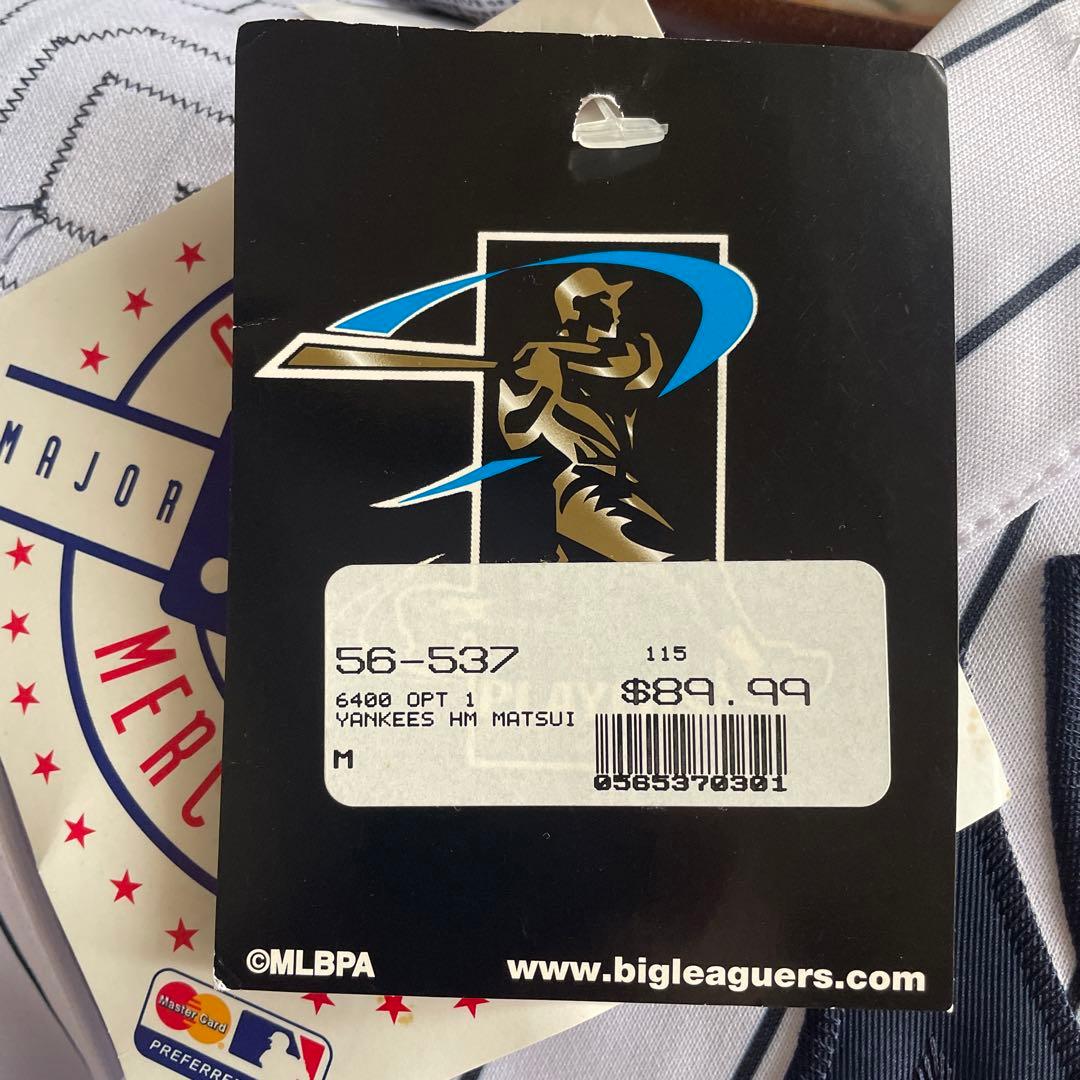 MAJOR
MERC
56-537
115
6400 OPT 1
$89.99
YANKEES HM MATSUI
M
0565370301
PLAY
©MLBPA
www.bigleaguers.com
MasterCard
PREFERRE